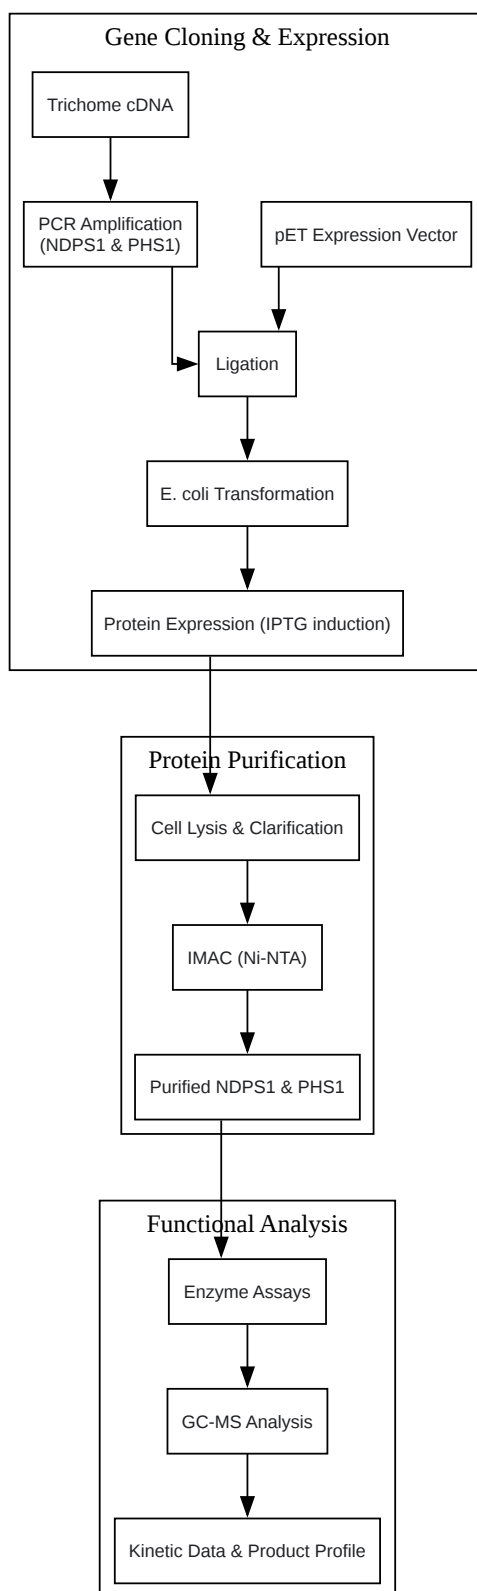 Gene Cloning & Expression
Trichome cDNA
PCR Amplification
(NDPS1 & PHS1)
pET Expression Vector
Ligation
E. coli Transformation
Protein Expression (IPTG induction)
Protein Purification
Cell Lysis & Clarification
IMAC (Ni-NTA)
Purified NDPS1 & PHS1
Functional Analysis
Enzyme Assays
GC-MS Analysis
Kinetic Data & Product Profile